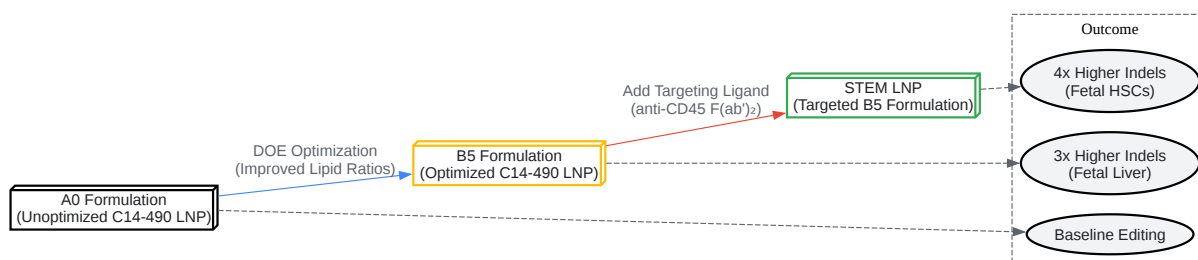 Outcome
4x Higher Indels
(Fetal HSCs)
STEM LNP
(Targeted B5 Formulation)
Add Targeting Ligand
(anti-CD45 F(ab')₂)
DOE Optimization
(Improved Lipid Ratios)
B5 Formulation
(Optimized C14-490 LNP)
3x Higher Indels
(Fetal Liver)
A0 Formulation
(Unoptimized C14-490 LNP)
Baseline Editing